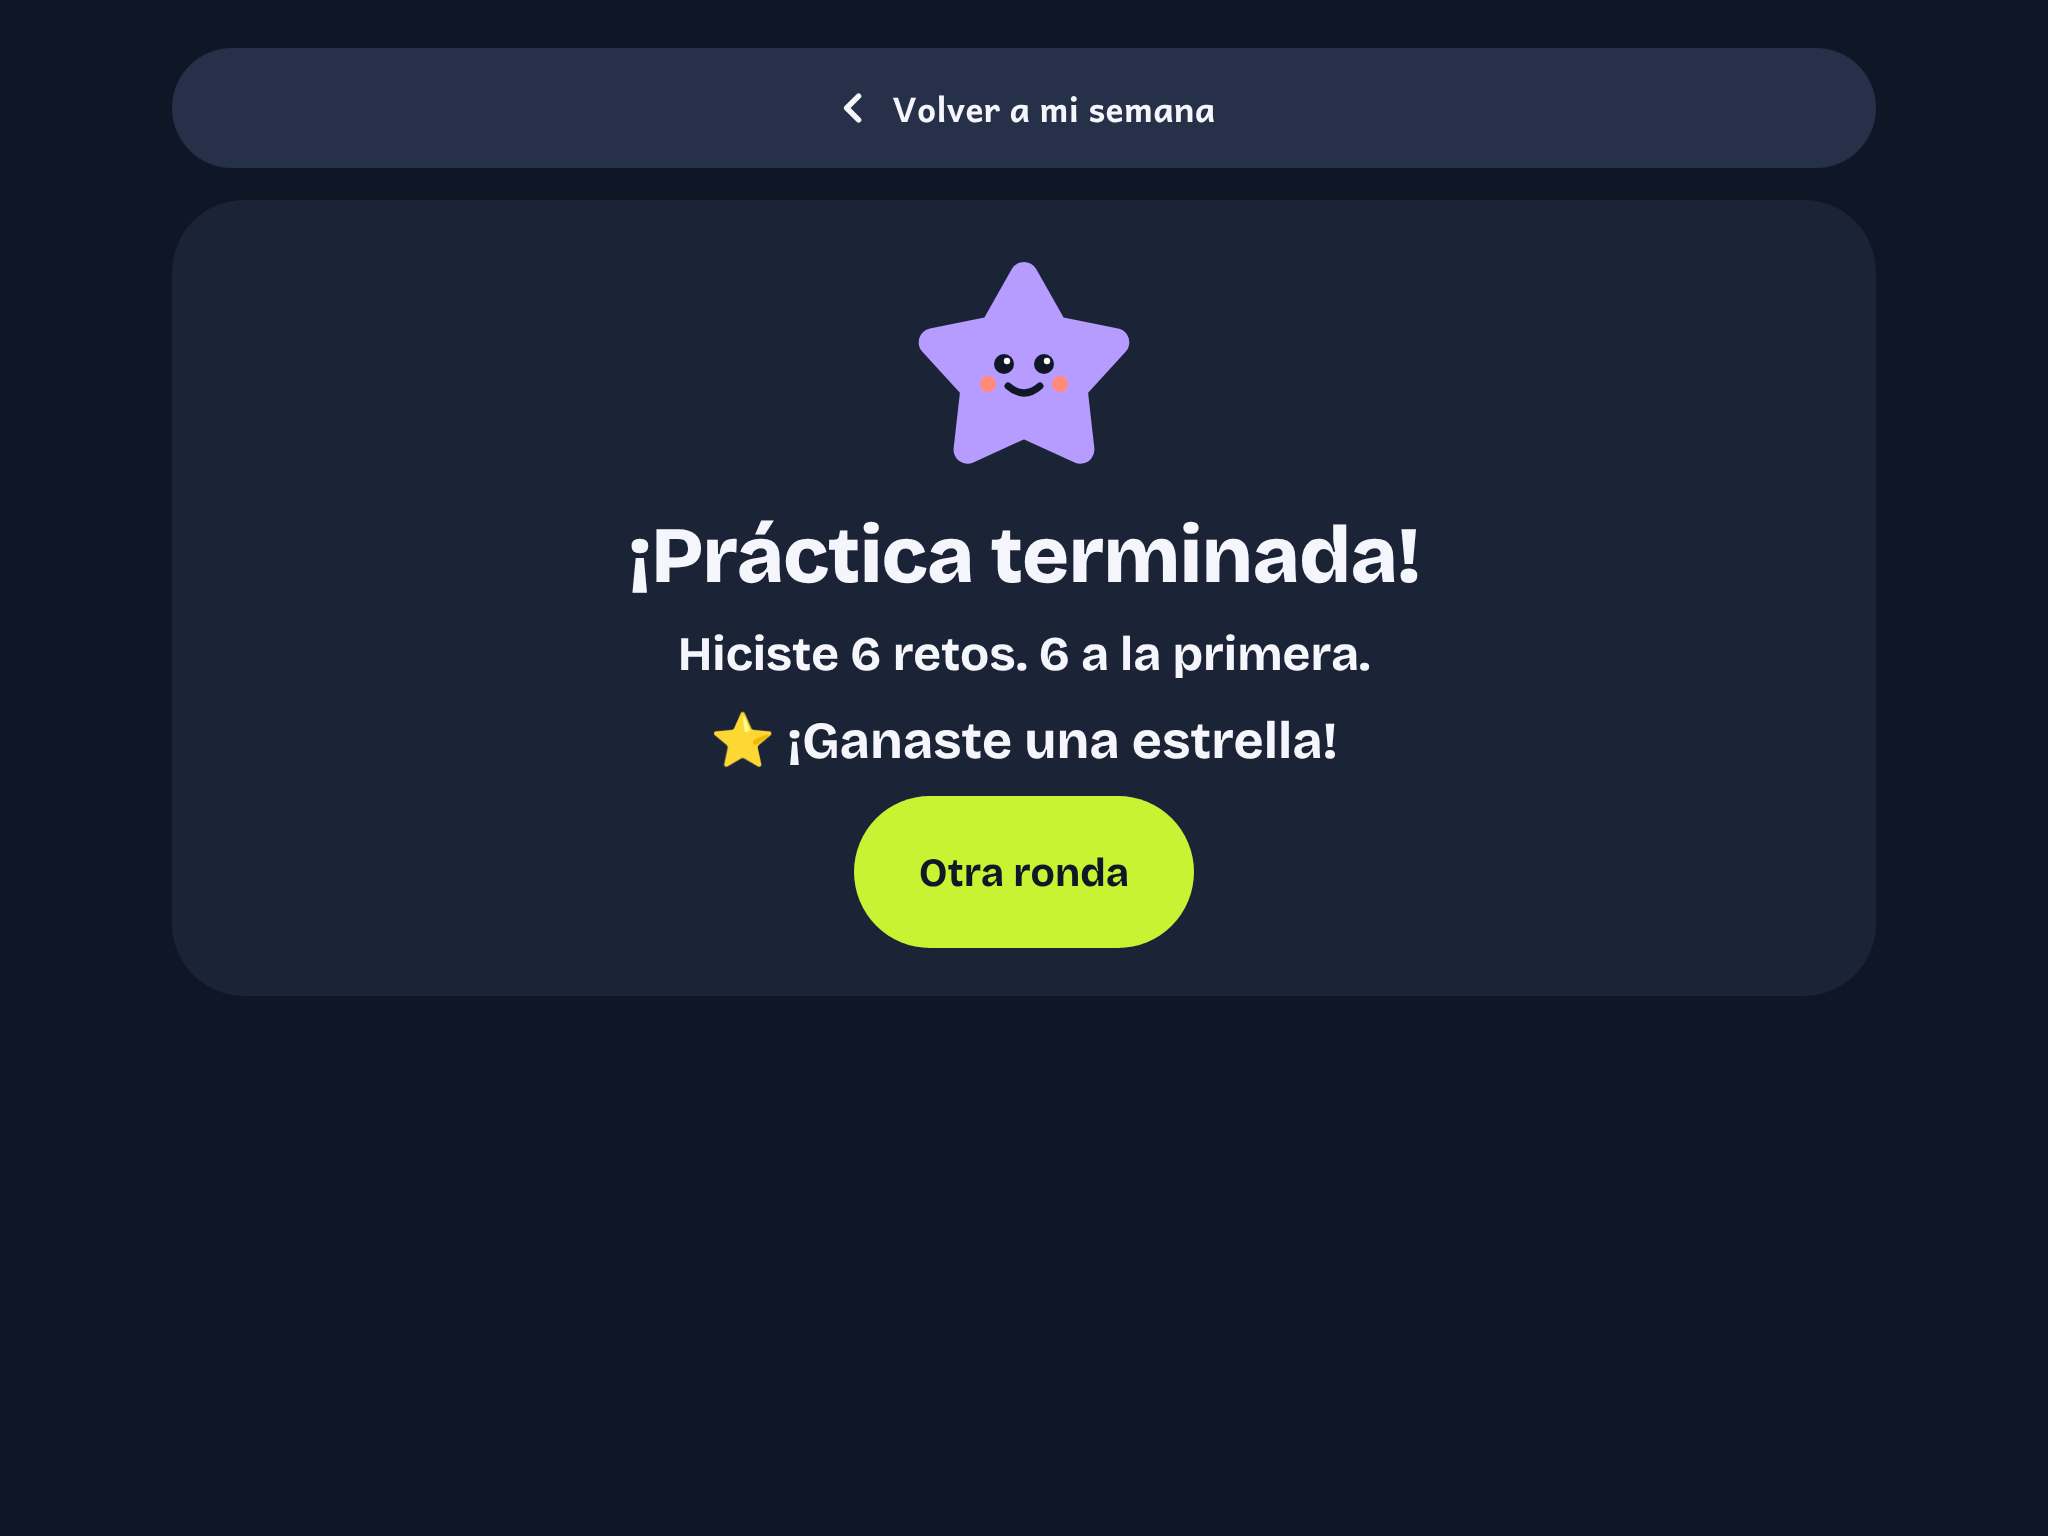 Volver a mi semana
¡Práctica terminada!
Hiciste 6 retos. 6 a la primera.
⭐ ¡Ganaste una estrella!
Otra ronda